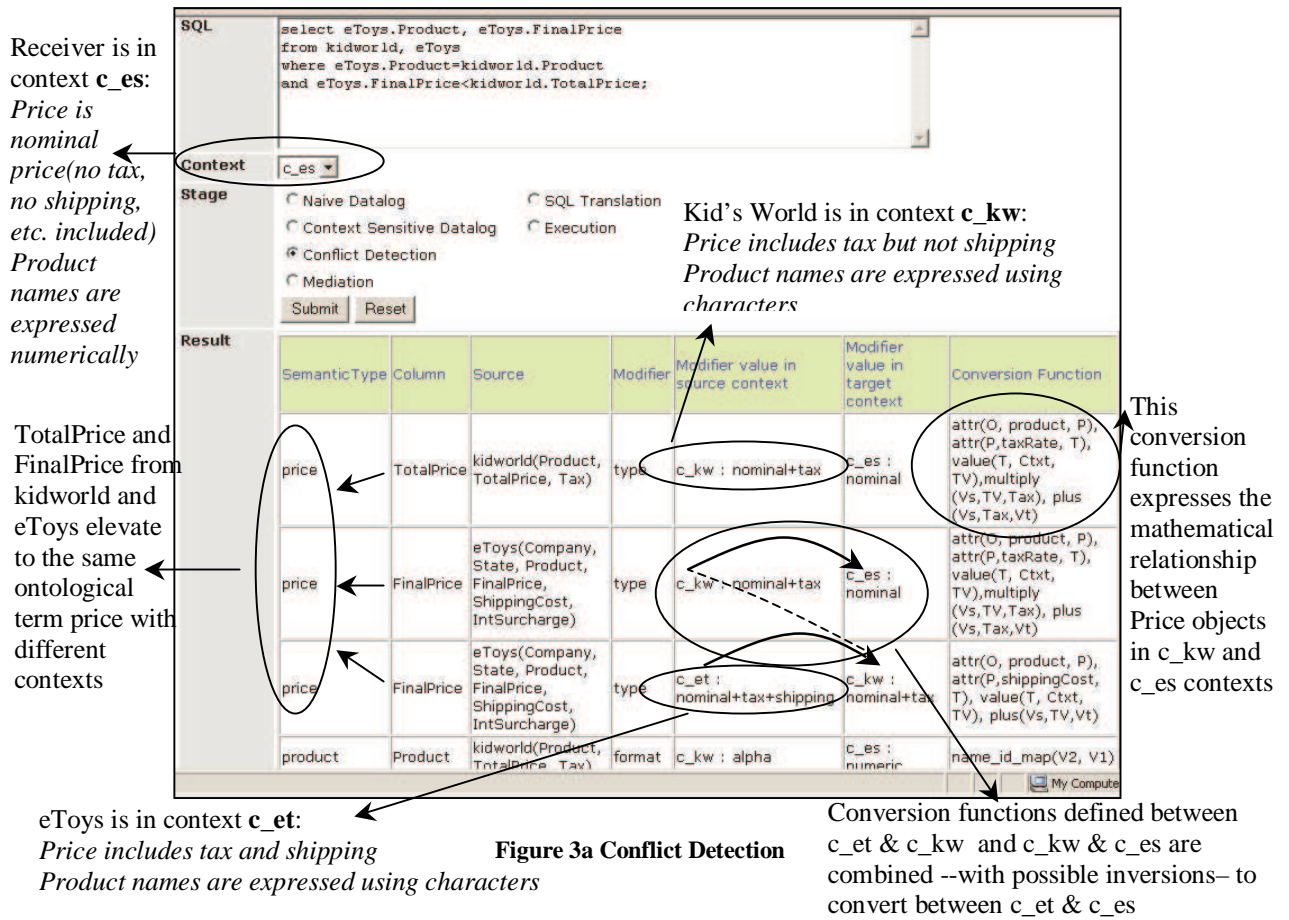 Receiver is in
context c_es:
Price is
nominal
price(no tax,
no shipping,
etc. included)
Product
names are
expressed
numerically
TotalPrice and
FinalPrice from
kidworld and
eToys elevate
to the same
ontological
term price with
different
contexts
SQL
select eToys.Product, eToys.FinalPrice
from kidworld, eToys
where eToys.Product=kidworld.Product
and eToys.FinalPrice<kidworld.TotalPrice;
Context
c_es
Stage
Naive Datalog
SQL Translation
Context Sensitive Datalog
Execution
Conflict Detection
Mediation
Submit
Reset
Kid's World is in context c_kw:
Price includes tax but not shipping
Product names are expressed using
characters
Result
SemanticType
Column
Source
Modifier
Modifier value in
source context
Modifier
value in
target
context
Conversion Function
price
TotalPrice
kidworld(Product,
TotalPrice, Tax)
type
c_kw : nominal+tax
c_es :
nominal
attr(O, product, P),
attr(P,taxRate, T),
value(T, Ctxt,
TV),multiply
(Vs,TV,Tax), plus
(Vs,Tax,Vt)
price
FinalPrice
eToys(Company,
State, Product,
FinalPrice,
ShippingCost,
IntSurcharge)
type
c_kw : nominal+tax
c_es :
nominal
attr(O, product, P),
attr(P,taxRate, T),
value(T, Ctxt,
TV),multiply
(Vs,TV,Tax), plus
(Vs,Tax,Vt)
price
FinalPrice
eToys(Company,
State, Product,
FinalPrice,
ShippingCost,
IntSurcharge)
type
c_et :
nominal+tax+shipping
c_kw :
nominal+tax
attr(O, product, P),
attr(P,shippingCost,
T), value(T, Ctxt,
TV), plus(Vs,TV,Vt)
product
Product
kidworld(Product,
TotalPrice, Tax)
format
c_kw : alpha
c_es :
numeric
name_id_map(V2, V1)
My Compute
This
conversion
function
expresses the
mathematical
relationship
between
Price objects
in c_kw and
c_es contexts
eToys is in context c_et:
Price includes tax and shipping
Product names are expressed using characters
Figure 3a Conflict Detection
Conversion functions defined between
c_et & c_kw and c_kw & c_es are
combined --with possible inversions– to
convert between c_et & c_es